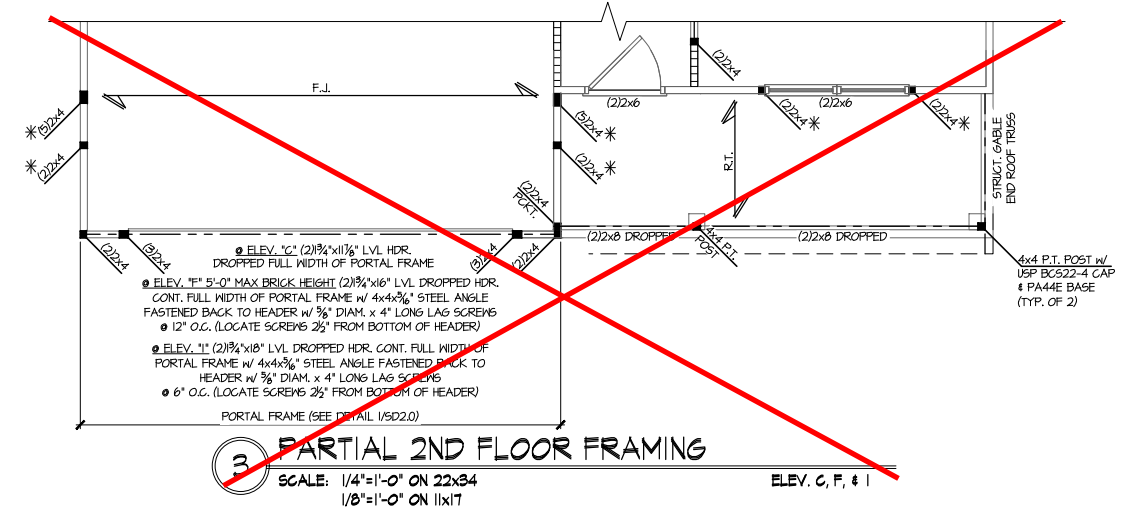 F.J.
(2)2x4
(2)2x6
(2)2x6
(5)2x4 *
(5)2x4 *
(2)2x4 *
(2)2x4 *
* (2)2x4
* (2)2x4
R.T.
STRUCT. GABLE
END ROOF TRUSS
(2)2x4
PCKT.
(2)2x8 DROPPED
4x4 P.T.
POST
(2)2x8 DROPPED
(2)2x4
(3)2x4
(3)2x4
(2)2x4
4x4 P.T. POST W/
USP BCS22-4 CAP
& PA44E BASE
(TYP. OF 2)
@ ELEV. "C" (2)1¾"x11⅞" LVL HDR.
DROPPED FULL WIDTH OF PORTAL FRAME
@ ELEV. "F" 5'-0" MAX BRICK HEIGHT (2)1¾"x16" LVL DROPPED HDR.
CONT. FULL WIDTH OF PORTAL FRAME W/ 4x4x5/16" STEEL ANGLE
FASTENED BACK TO HEADER W/ ⅝" DIAM. x 4" LONG LAG SCREWS
@ 12" O.C. (LOCATE SCREWS 2½" FROM BOTTOM OF HEADER)
@ ELEV. "I" (2)1¾"x18" LVL DROPPED HDR. CONT. FULL WIDTH OF
PORTAL FRAME W/ 4x4x5/16" STEEL ANGLE FASTENED BACK TO
HEADER W/ ⅝" DIAM. x 4" LONG LAG SCREWS
@ 6" O.C. (LOCATE SCREWS 2½" FROM BOTTOM OF HEADER)
PORTAL FRAME (SEE DETAIL 1/SD2.0)
3
PARTIAL 2ND FLOOR FRAMING
SCALE: 1/4"=1'-0" ON 22x34
1/8"=1'-0" ON 11x17
ELEV. C, F, & I